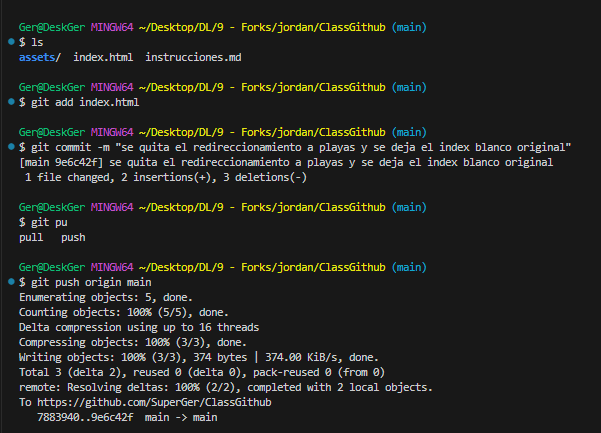 Ger@DeskGer MINGW64 ~/Desktop/DL/9 - Forks/jordan/ClassGithub (main)
$ ls
assets/  index.html  instrucciones.md
Ger@DeskGer MINGW64 ~/Desktop/DL/9 - Forks/jordan/ClassGithub (main)
$ git add index.html
Ger@DeskGer MINGW64 ~/Desktop/DL/9 - Forks/jordan/ClassGithub (main)
$ git commit -m "se quita el redireccionamiento a playas y se deja el index blanco original"
[main 9e6c42f] se quita el redireccionamiento a playas y se deja el index blanco original
 1 file changed, 2 insertions(+), 3 deletions(-)
Ger@DeskGer MINGW64 ~/Desktop/DL/9 - Forks/jordan/ClassGithub (main)
$ git pu
pull   push
Ger@DeskGer MINGW64 ~/Desktop/DL/9 - Forks/jordan/ClassGithub (main)
$ git push origin main
Enumerating objects: 5, done.
Counting objects: 100% (5/5), done.
Delta compression using up to 16 threads
Compressing objects: 100% (3/3), done.
Writing objects: 100% (3/3), 374 bytes | 374.00 KiB/s, done.
Total 3 (delta 2), reused 0 (delta 0), pack-reused 0 (from 0)
remote: Resolving deltas: 100% (2/2), completed with 2 local objects.
To https://github.com/SuperGer/ClassGithub
   7883940..9e6c42f  main -> main